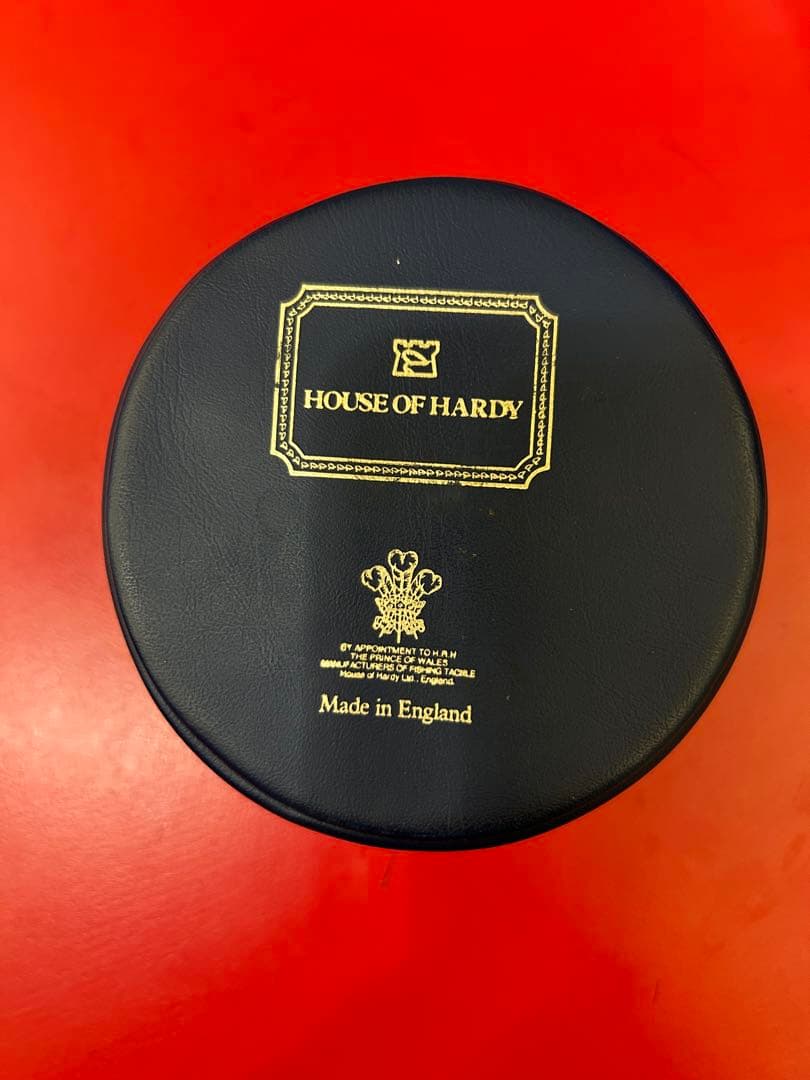 HOUSE OF HARDY
BY APPOINTMENT TO H.R.H
THE PRINCE OF WALES
MANUFACTURERS OF FISHING TACKLE
House of Hardy Ltd., England.
Made in England